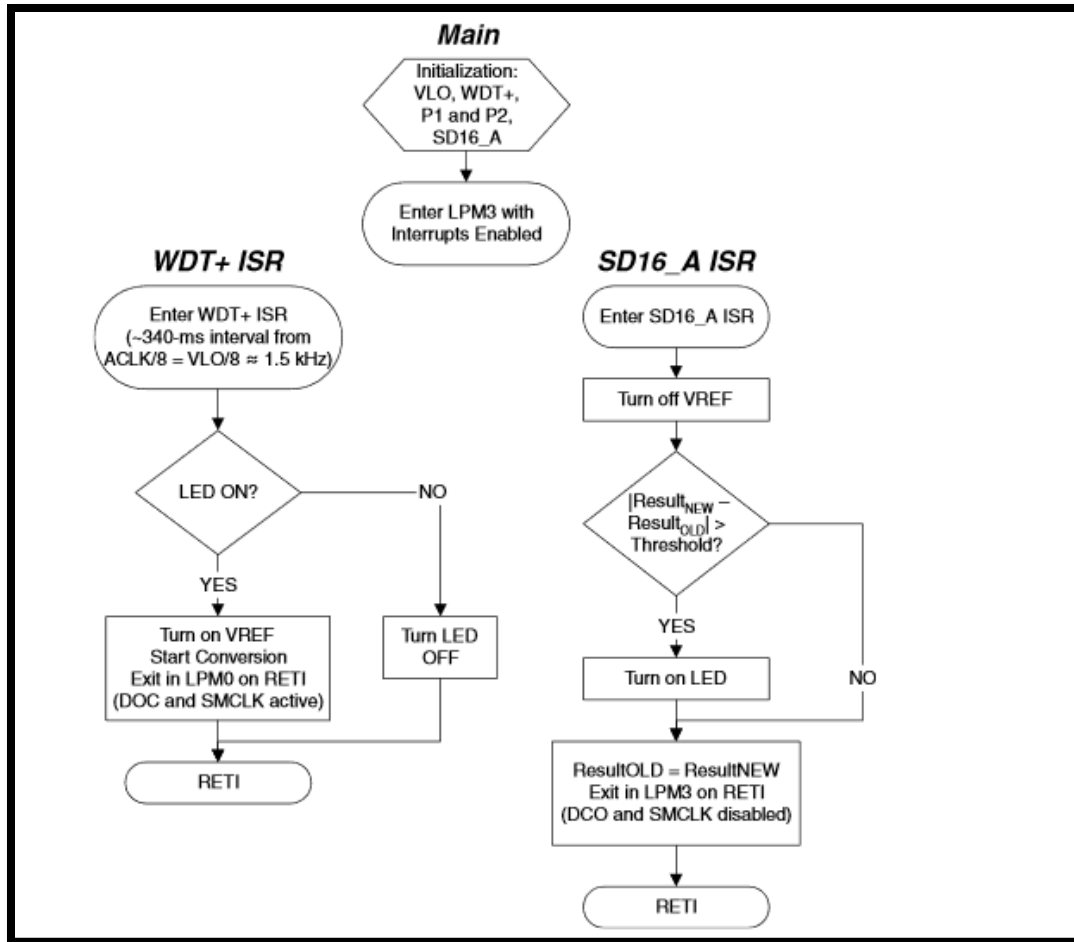 Main
Initialization:
VLO, WDT+,
P1 and P2,
SD16_A
Enter LPM3 with
Interrupts Enabled
WDT+ ISR
Enter WDT+ ISR
(~340-ms interval from
ACLK/8 = VLO/8 ≈ 1.5 kHz)
LED ON?
NO
YES
Turn on VREF
Start Conversion
Exit in LPM0 on RETI
(DOC and SMCLK active)
Turn LED
OFF
RETI
SD16_A ISR
Enter SD16_A ISR
Turn off VREF
|ResultNEW –
ResultOLD| >
Threshold?
YES
NO
Turn on LED
ResultOLD = ResultNEW
Exit in LPM3 on RETI
(DCO and SMCLK disabled)
RETI